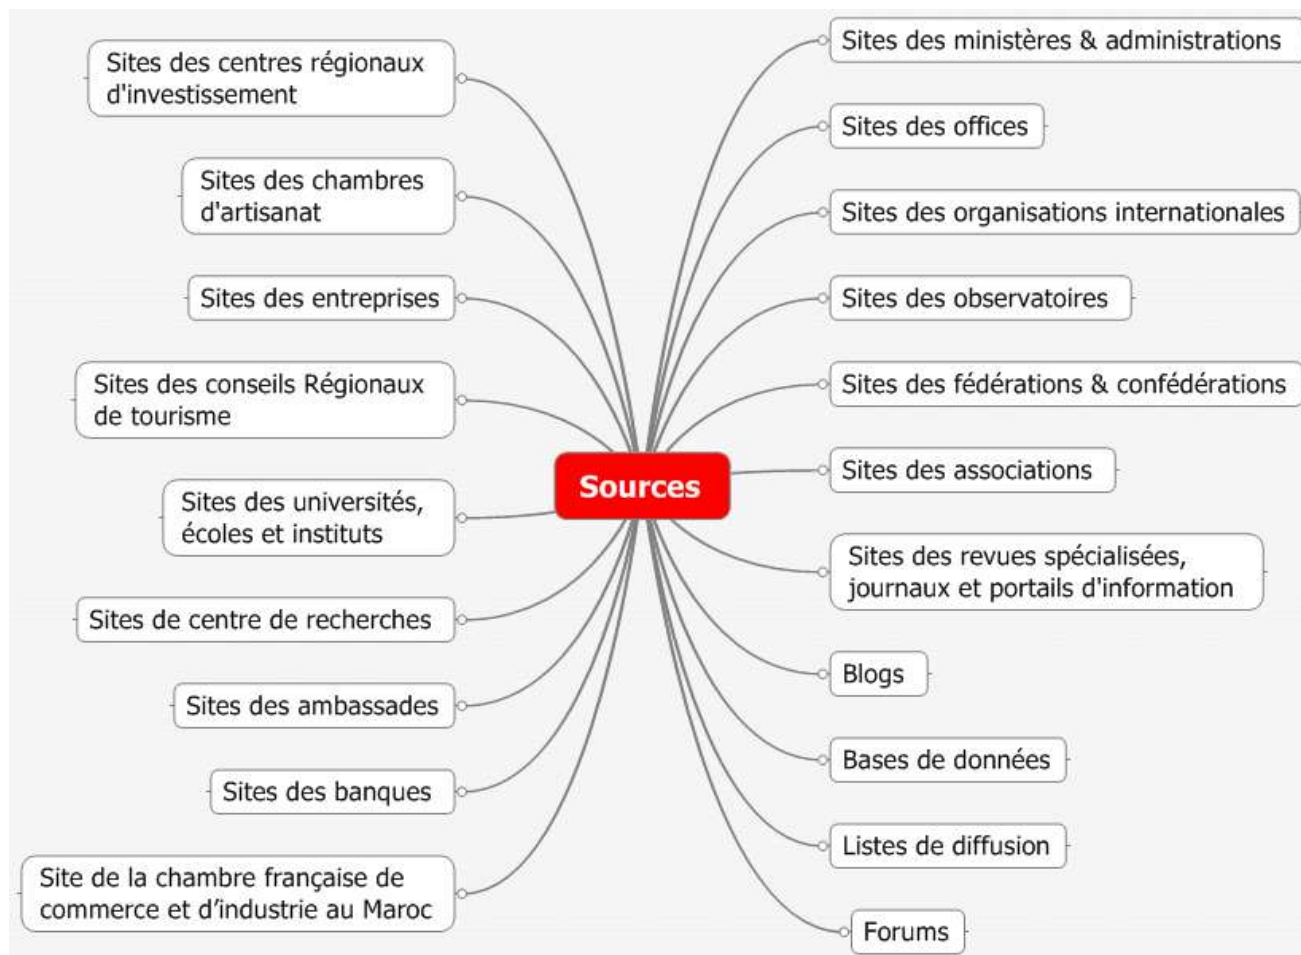 Sites des centres régionaux
d'investissement
Sites des chambres
d'artisanat
Sites des entreprises
Sites des conseils Régionaux
de tourisme
Sites des universités,
écoles et instituts
Sites de centre de recherches
Sites des ambassades
Sites des banques
Site de la chambre française de
commerce et d’industrie au Maroc
Sources
Sites des ministères & administrations
Sites des offices
Sites des organisations internationales
Sites des observatoires
Sites des fédérations & confédérations
Sites des associations
Sites des revues spécialisées,
journaux et portails d'information
Blogs
Bases de données
Listes de diffusion
Forums